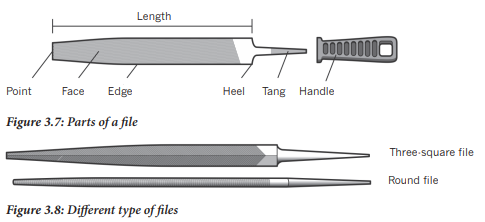 Length
Point Face Edge Heel Tang Handle
Figure 3.7: Parts of a file
Three-square file
Round file
Figure 3.8: Different type of files